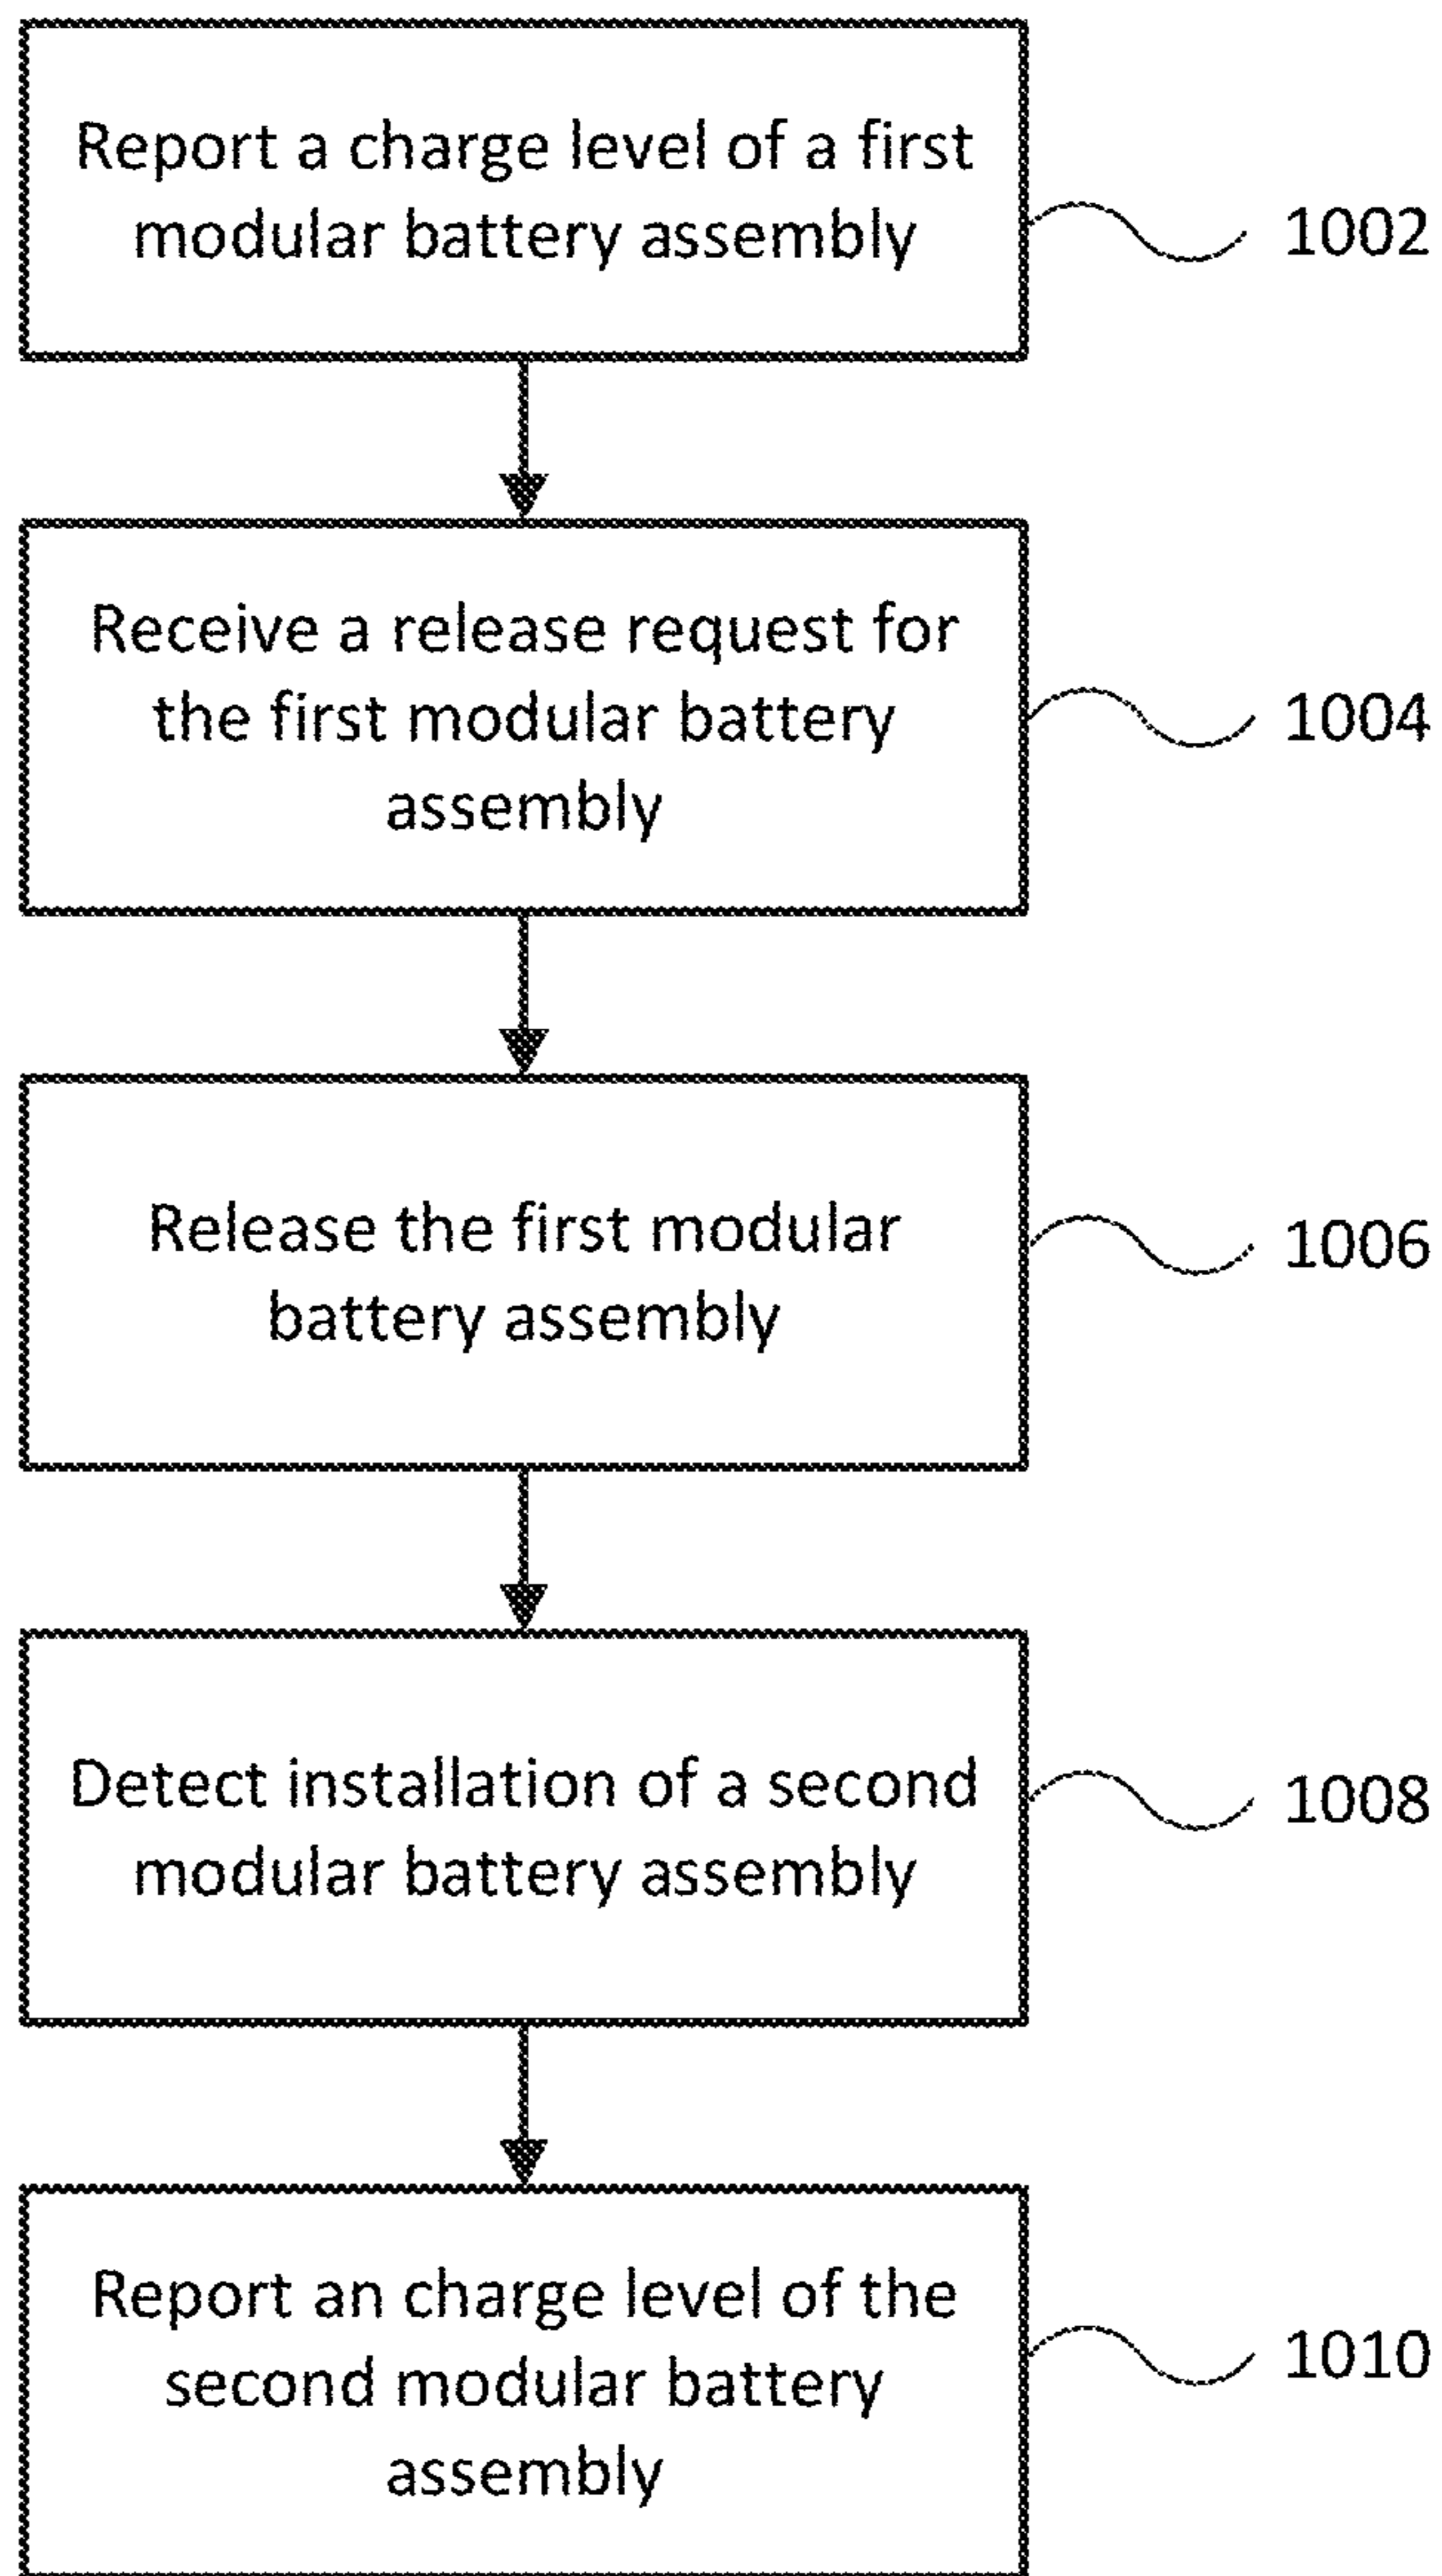 Report a charge level of a first
modular battery assembly
1002
Receive a release request for
the first modular battery
assembly
1004
Release the first modular
battery assembly
1006
Detect installation of a second
modular battery assembly
1008
Report an charge level of the
second modular battery
assembly
1010